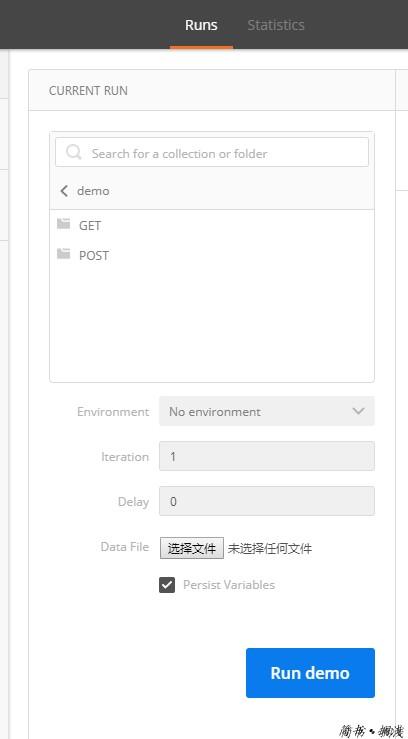 Runs Statistics
CURRENT RUN
Search for a collection or folder
demo
GET
POST
Environment No environment
Iteration 1
Delay 0
Data File 选择文件 未选择任何文件
Persist Variables
Run demo
简书·搁浅